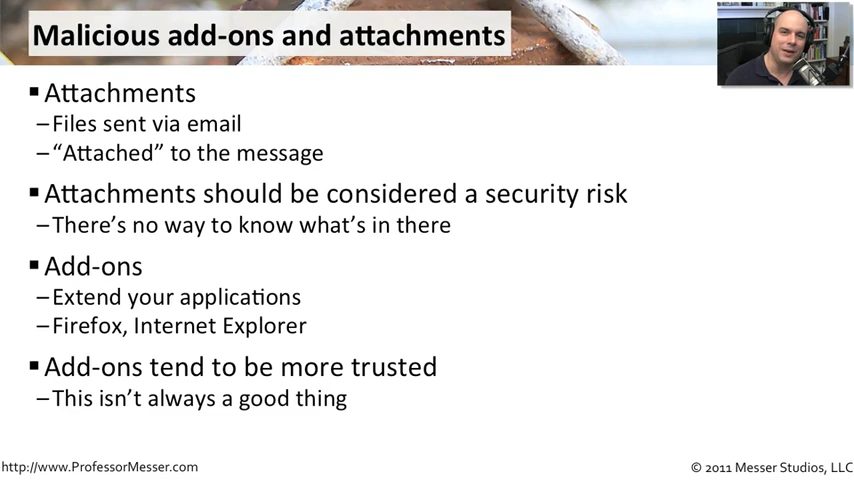 Malicious add-ons and attachments
▪ Attachments
– Files sent via email
– “Attached” to the message
▪ Attachments should be considered a security risk
– There’s no way to know what’s in there
▪ Add-ons
– Extend your applications
– Firefox, Internet Explorer
▪ Add-ons tend to be more trusted
– This isn’t always a good thing
http://www.ProfessorMesser.com
© 2011 Messer Studios, LLC